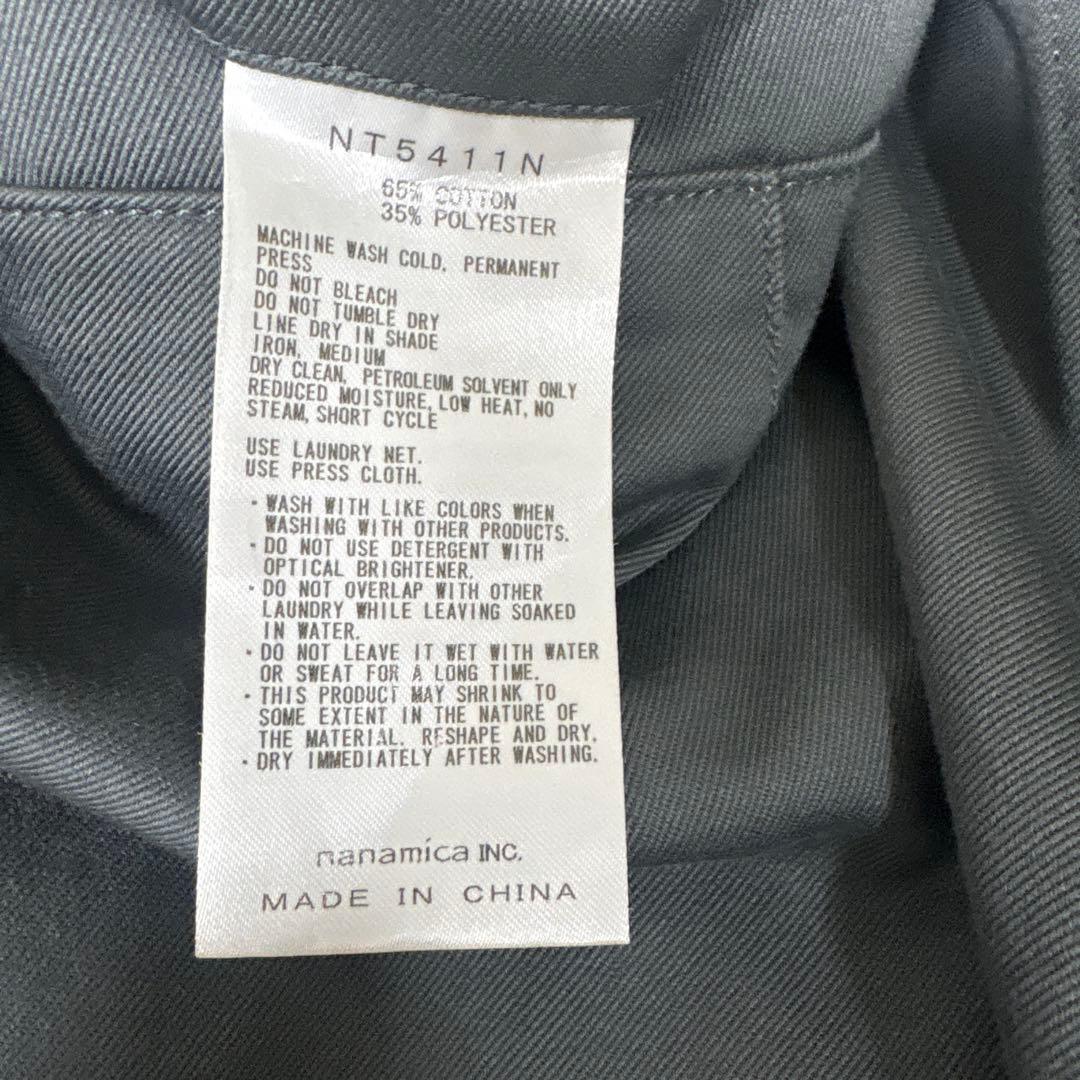 NT5411N
65% COTTON
35% POLYESTER
MACHINE WASH COLD, PERMANENT
PRESS
DO NOT BLEACH
DO NOT TUMBLE DRY
LINE DRY IN SHADE
IRON, MEDIUM
DRY CLEAN, PETROLEUM SOLVENT ONLY
REDUCED MOISTURE, LOW HEAT, NO
STEAM, SHORT CYCLE
USE LAUNDRY NET.
USE PRESS CLOTH.
・WASH WITH LIKE COLORS WHEN
WASHING WITH OTHER PRODUCTS.
・DO NOT USE DETERGENT WITH
OPTICAL BRIGHTENER.
・DO NOT OVERLAP WITH OTHER
LAUNDRY WHILE LEAVING SOAKED
IN WATER.
・DO NOT LEAVE IT WET WITH WATER
OR SWEAT FOR A LONG TIME.
・THIS PRODUCT MAY SHRINK TO
SOME EXTENT IN THE NATURE OF
THE MATERIAL. RESHAPE AND DRY.
・DRY IMMEDIATELY AFTER WASHING.
nanamica INC.
MADE IN CHINA